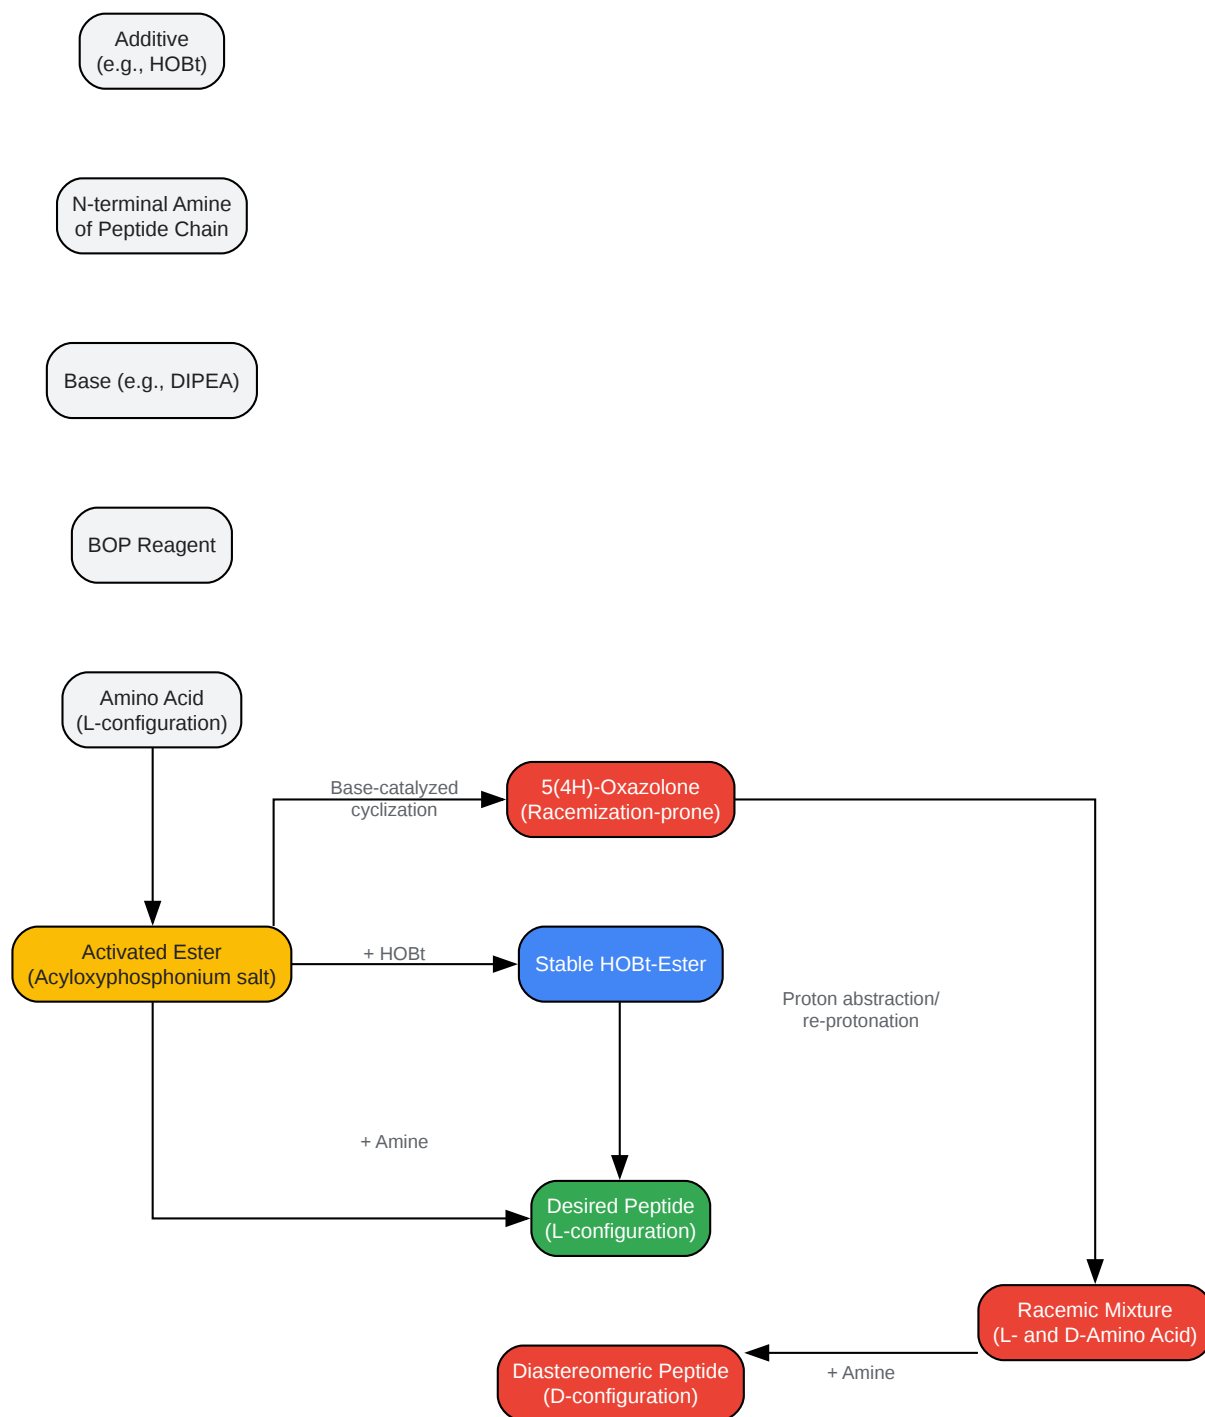 Additive
(e.g., HOBt)
N-terminal Amine
of Peptide Chain
Base (e.g., DIPEA)
BOP Reagent
Amino Acid
(L-configuration)
Base-catalyzed
cyclization
5(4H)-Oxazolone
(Racemization-prone)
Activated Ester
(Acyloxyphosphonium salt)
+ HOBt
Stable HOBt-Ester
Proton abstraction/
re-protonation
+ Amine
Desired Peptide
(L-configuration)
Racemic Mixture
(L- and D-Amino Acid)
Diastereomeric Peptide
(D-configuration)
+ Amine